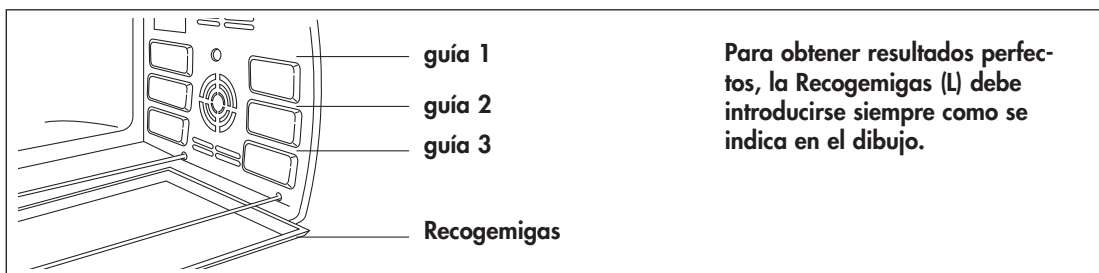 guía 1
guía 2
guía 3
Recogemigas
Para obtener resultados perfec-
tos, la Recogemigas (L) debe
introducirse siempre como se
indica en el dibujo.